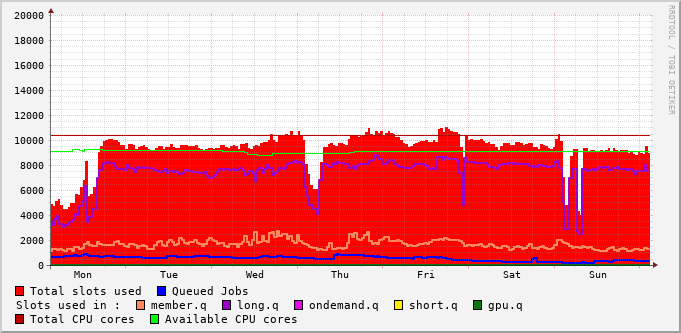 20000
18000
16000
14000
12000
10000
8000
6000
4000
2000
0
Mon Tue Wed Thu Fri Sat Sun
RRDTOOL / TOBI OETIKER
Total slots used Queued Jobs
Slots used in : member.q long.q ondemand.q short.q gpu.q
Total CPU cores Available CPU cores